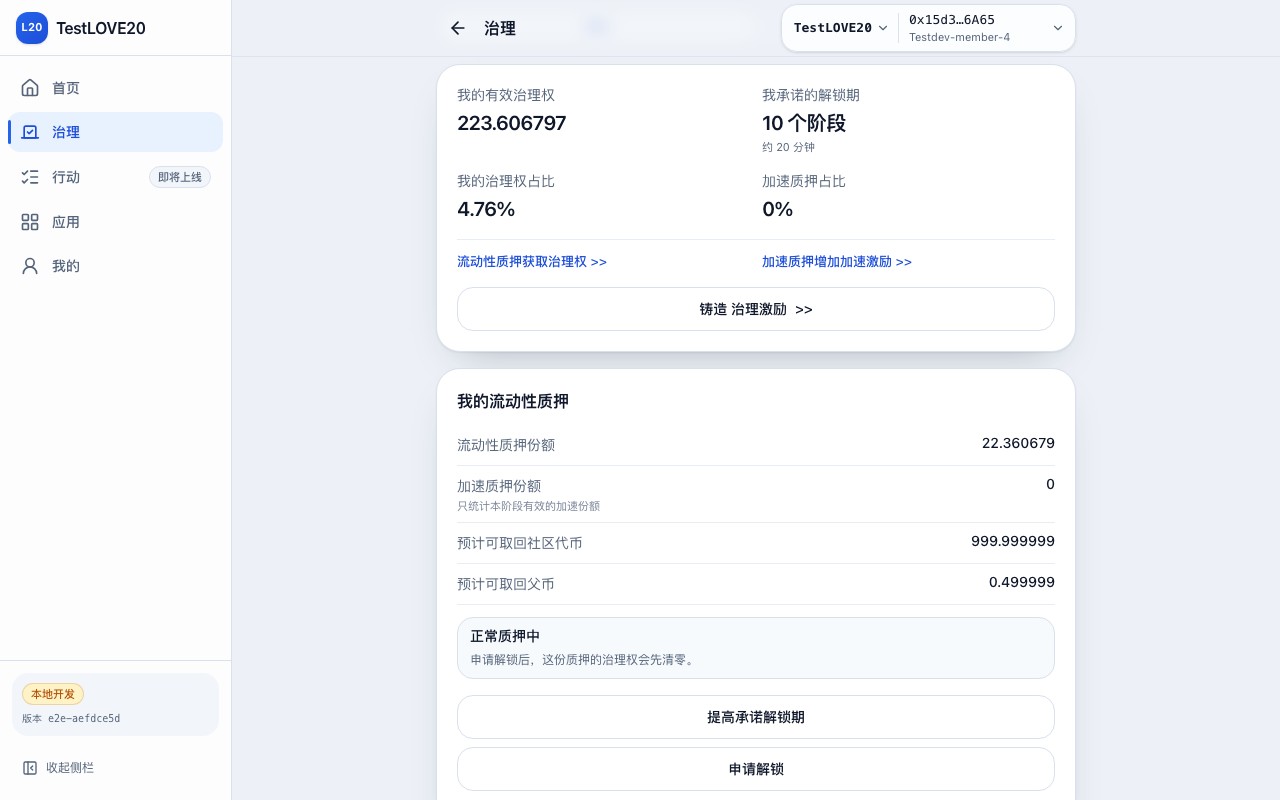 L20 TestLOVE20
首页
治理
行动 即将上线
应用
我的
本地开发
版本 e2e-aefdce5d
收起侧栏
治理
TestLOVE20
0x15d3…6A65
Testdev-member-4
我的有效治理权
223.606797
我承诺的解锁期
10 个阶段
约 20 分钟
我的治理权占比
4.76%
加速质押占比
0%
流动性质押获取治理权 >>
加速质押增加加速激励 >>
铸造 治理激励 >>
我的流动性质押
流动性质押份额 22.360679
加速质押份额 0
只统计本阶段有效的加速份额
预计可取回社区代币 999.999999
预计可取回父币 0.499999
正常质押中
申请解锁后，这份质押的治理权会先清零。
提高承诺解锁期
申请解锁